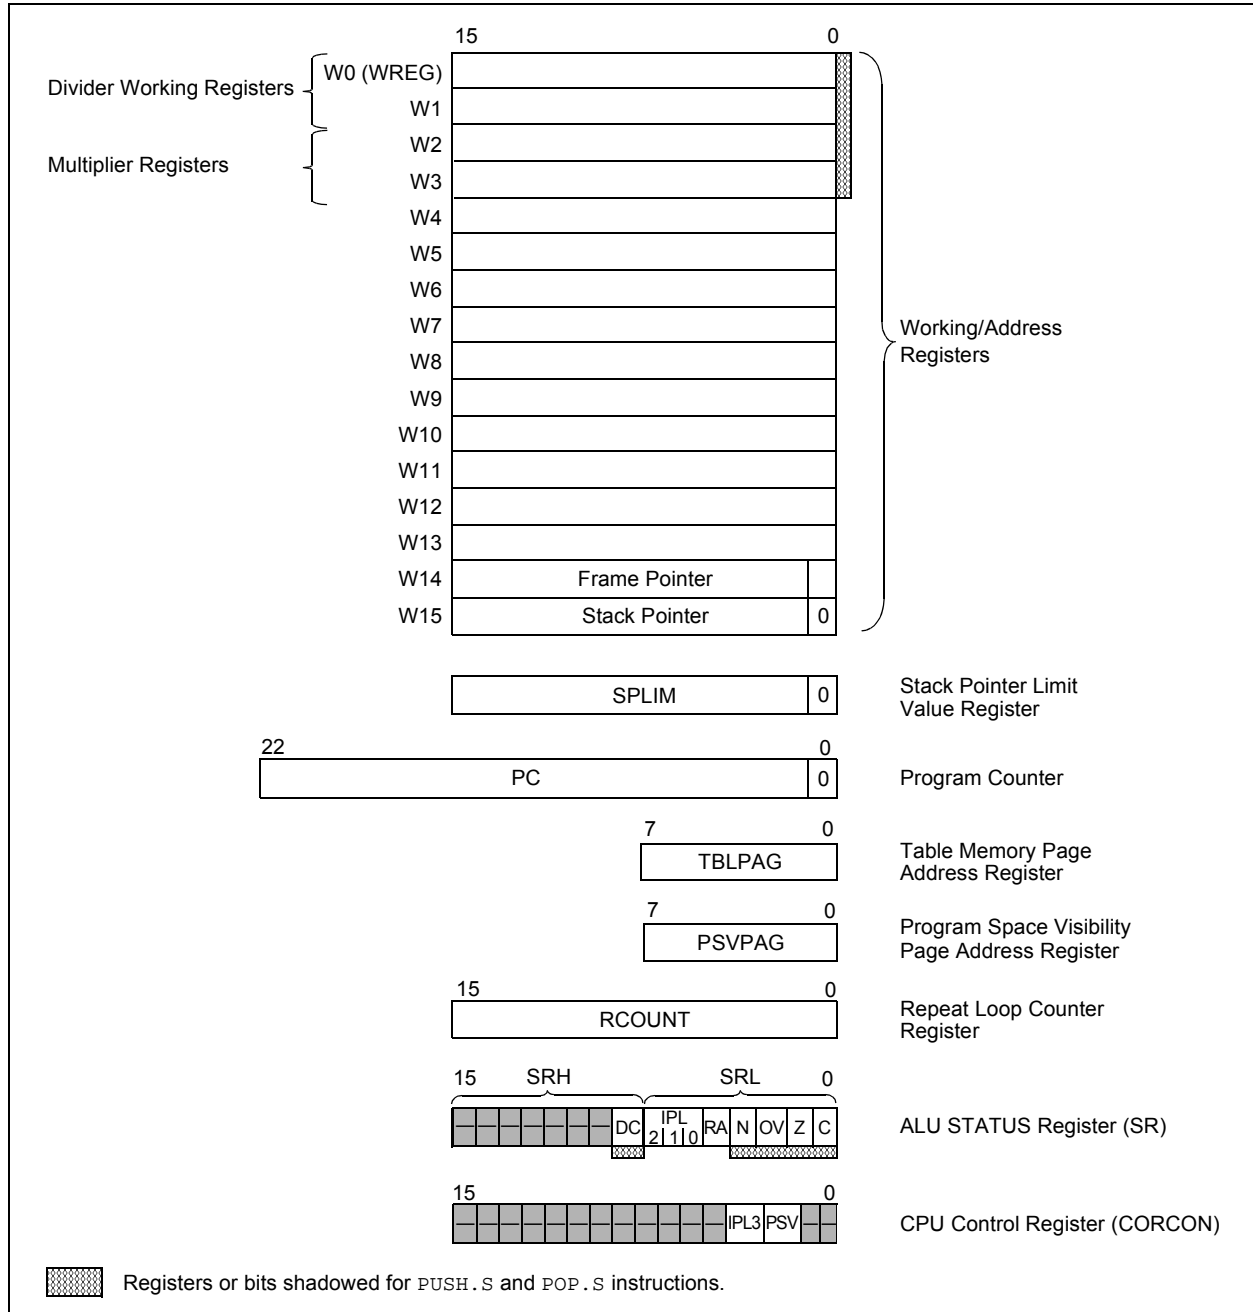 15 0
W0 (WREG)
Divider Working Registers
W1
W2
Multiplier Registers
W3
W4
W5
W6
W7
Working/Address
Registers
W8
W9
W10
W11
W12
W13
W14 Frame Pointer
W15 Stack Pointer 0
SPLIM 0
Stack Pointer Limit
Value Register
22 0
PC 0 Program Counter
7 0
TBLPAG
Table Memory Page
Address Register
7 0
PSVPAG
Program Space Visibility
Page Address Register
15 0
RCOUNT
Repeat Loop Counter
Register
15 SRH SRL 0
— — — — — — — DC IPL 2 1 0 RA N OV Z C ALU STATUS Register (SR)
15 0
— — — — — — — — — — — — IPL3 PSV — — CPU Control Register (CORCON)
Registers or bits shadowed for PUSH.S and POP.S instructions.